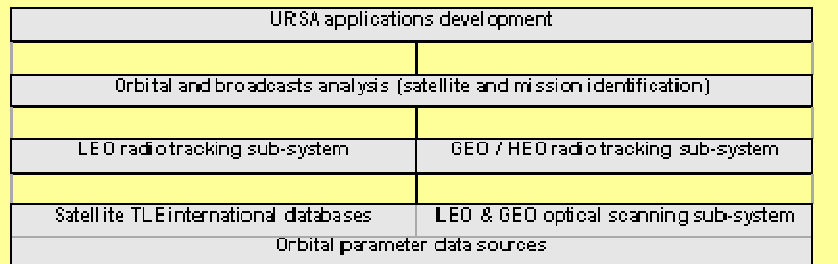 URSA applications development
Orbital and broadcasts analysis (satellite and mission identification)
LEO radio tracking sub-system
GEO / HEO radio tracking sub-system
Satellite TLE international databases
LEO & GEO optical scanning sub-system
Orbital parameter data sources